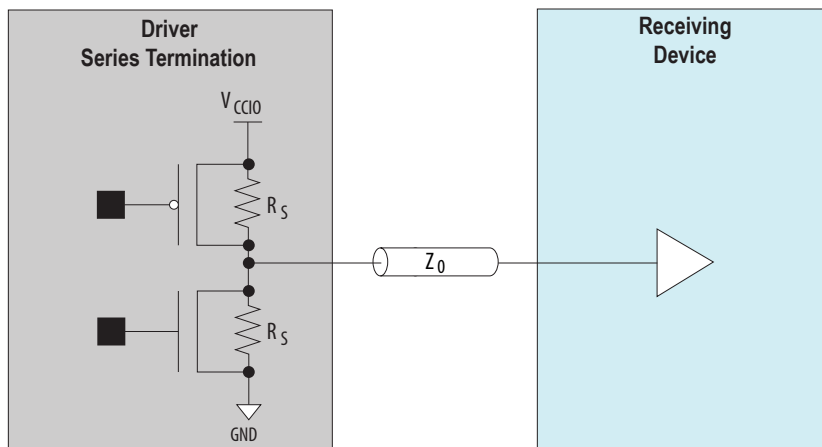 Driver
Series Termination
Receiving
Device
V CCIO
R S
Z 0
R S
GND